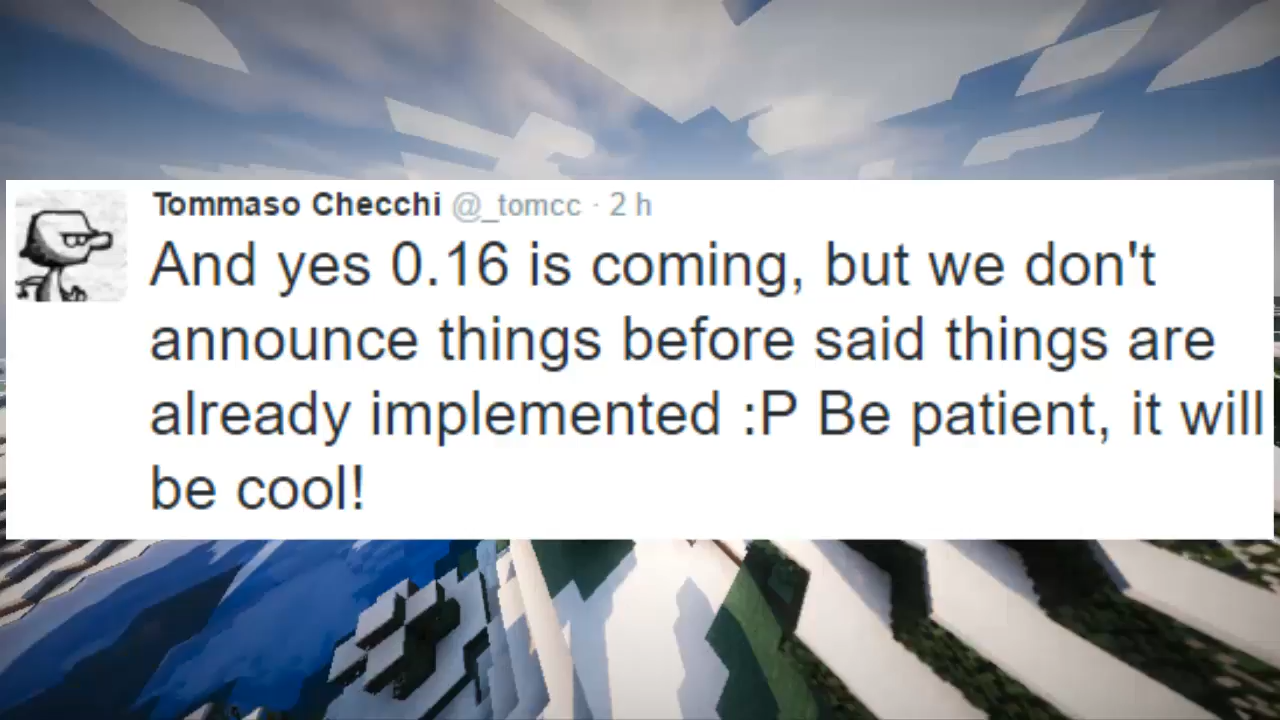 Tommaso Checchi @_tomcc · 2 h
And yes 0.16 is coming, but we don't
announce things before said things are
already implemented :P Be patient, it will
be cool!